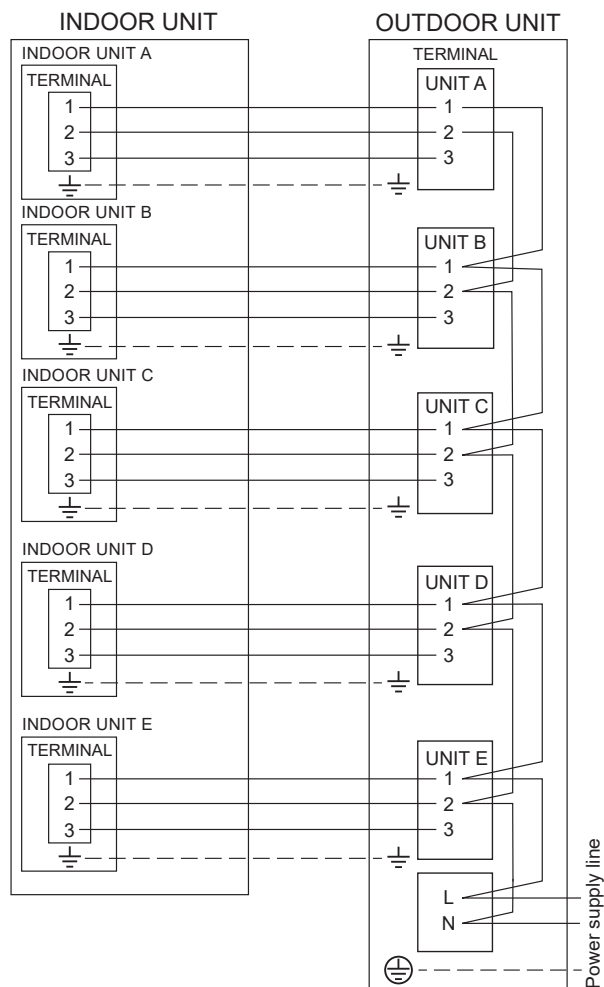 INDOOR UNIT
OUTDOOR UNIT
INDOOR UNIT A
TERMINAL
TERMINAL
UNIT A
1
1
2
2
3
3
INDOOR UNIT B
TERMINAL
UNIT B
1
1
2
2
3
3
INDOOR UNIT C
TERMINAL
UNIT C
1
1
2
2
3
3
INDOOR UNIT D
TERMINAL
UNIT D
1
1
2
2
3
3
INDOOR UNIT E
TERMINAL
UNIT E
1
1
2
2
3
3
L
N
Power supply line